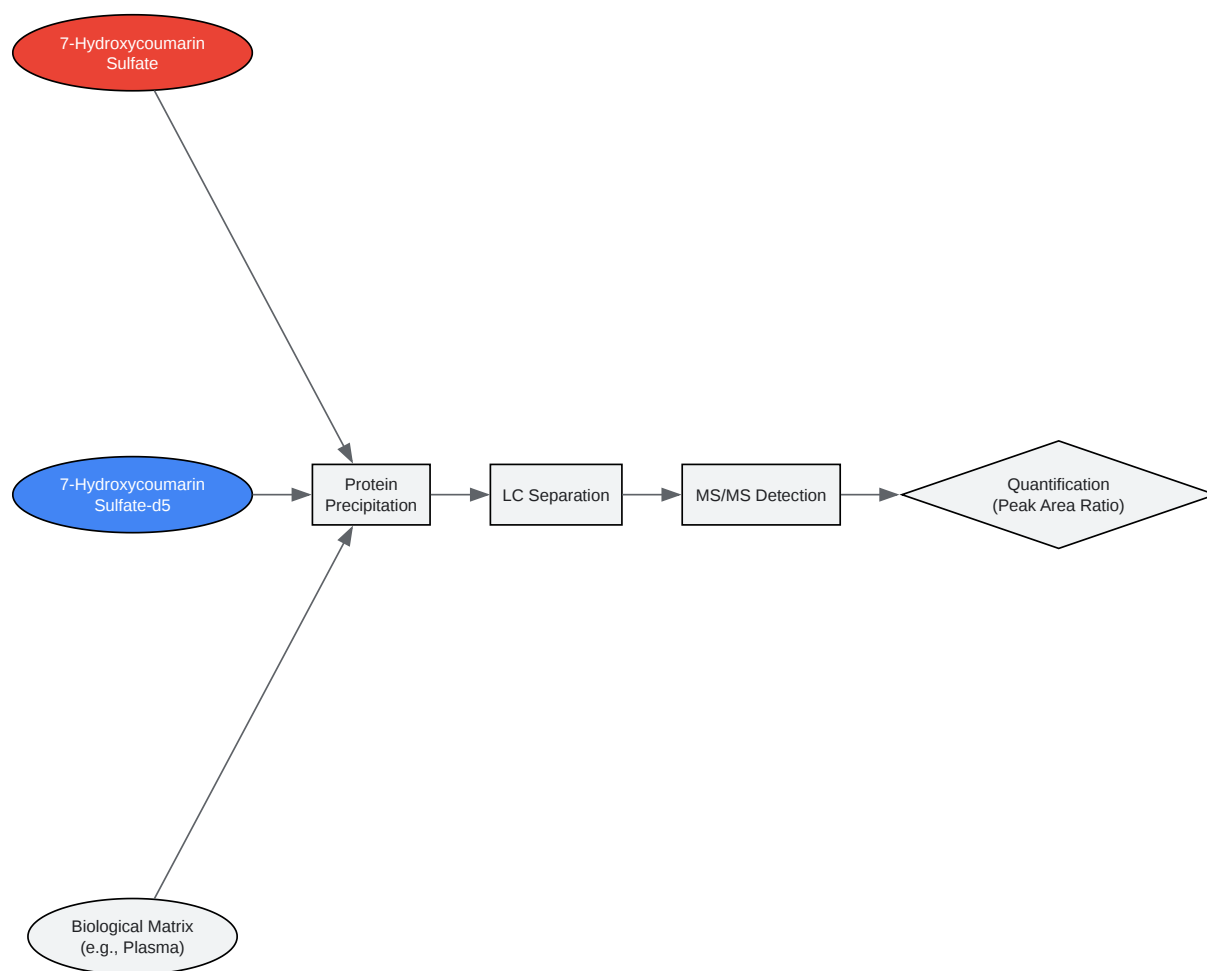 7-Hydroxycoumarin
Sulfate
7-Hydroxycoumarin
Sulfate-d5
Protein
Precipitation
LC Separation
MS/MS Detection
Quantification
(Peak Area Ratio)
Biological Matrix
(e.g., Plasma)